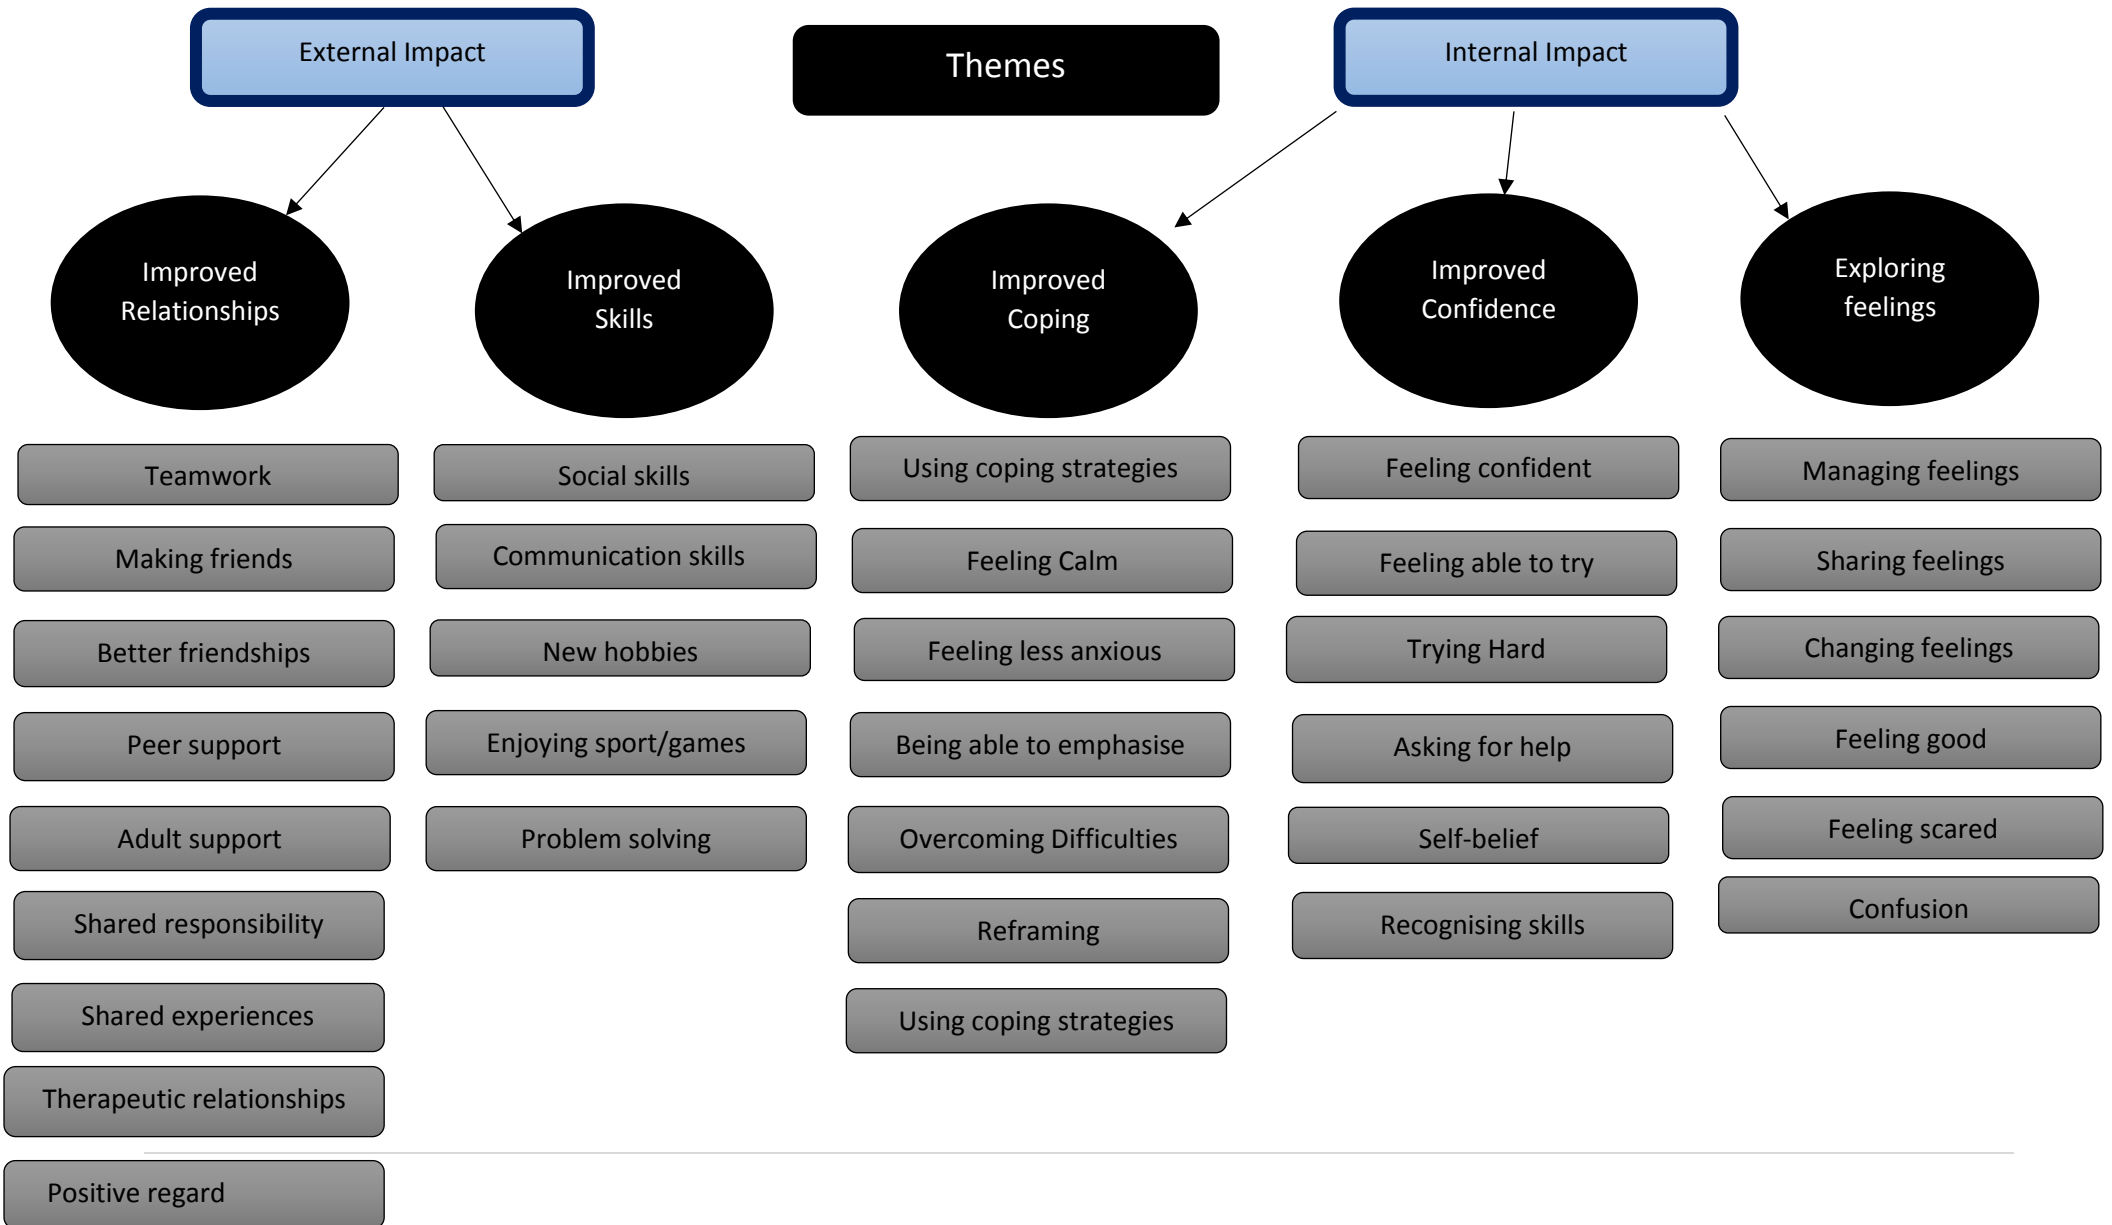 External Impact
Themes
Internal Impact
Improved
Relationships
Improved
Skills
Improved
Coping
Improved
Confidence
Exploring
feelings
Teamwork
Making friends
Better friendships
Peer support
Adult support
Shared responsibility
Shared experiences
Therapeutic relationships
Positive regard
Social skills
Communication skills
New hobbies
Enjoying sport/games
Problem solving
Using coping strategies
Feeling Calm
Feeling less anxious
Being able to emphasise
Overcoming Difficulties
Reframing
Using coping strategies
Feeling confident
Feeling able to try
Trying Hard
Asking for help
Self-belief
Recognising skills
Managing feelings
Sharing feelings
Changing feelings
Feeling good
Feeling scared
Confusion